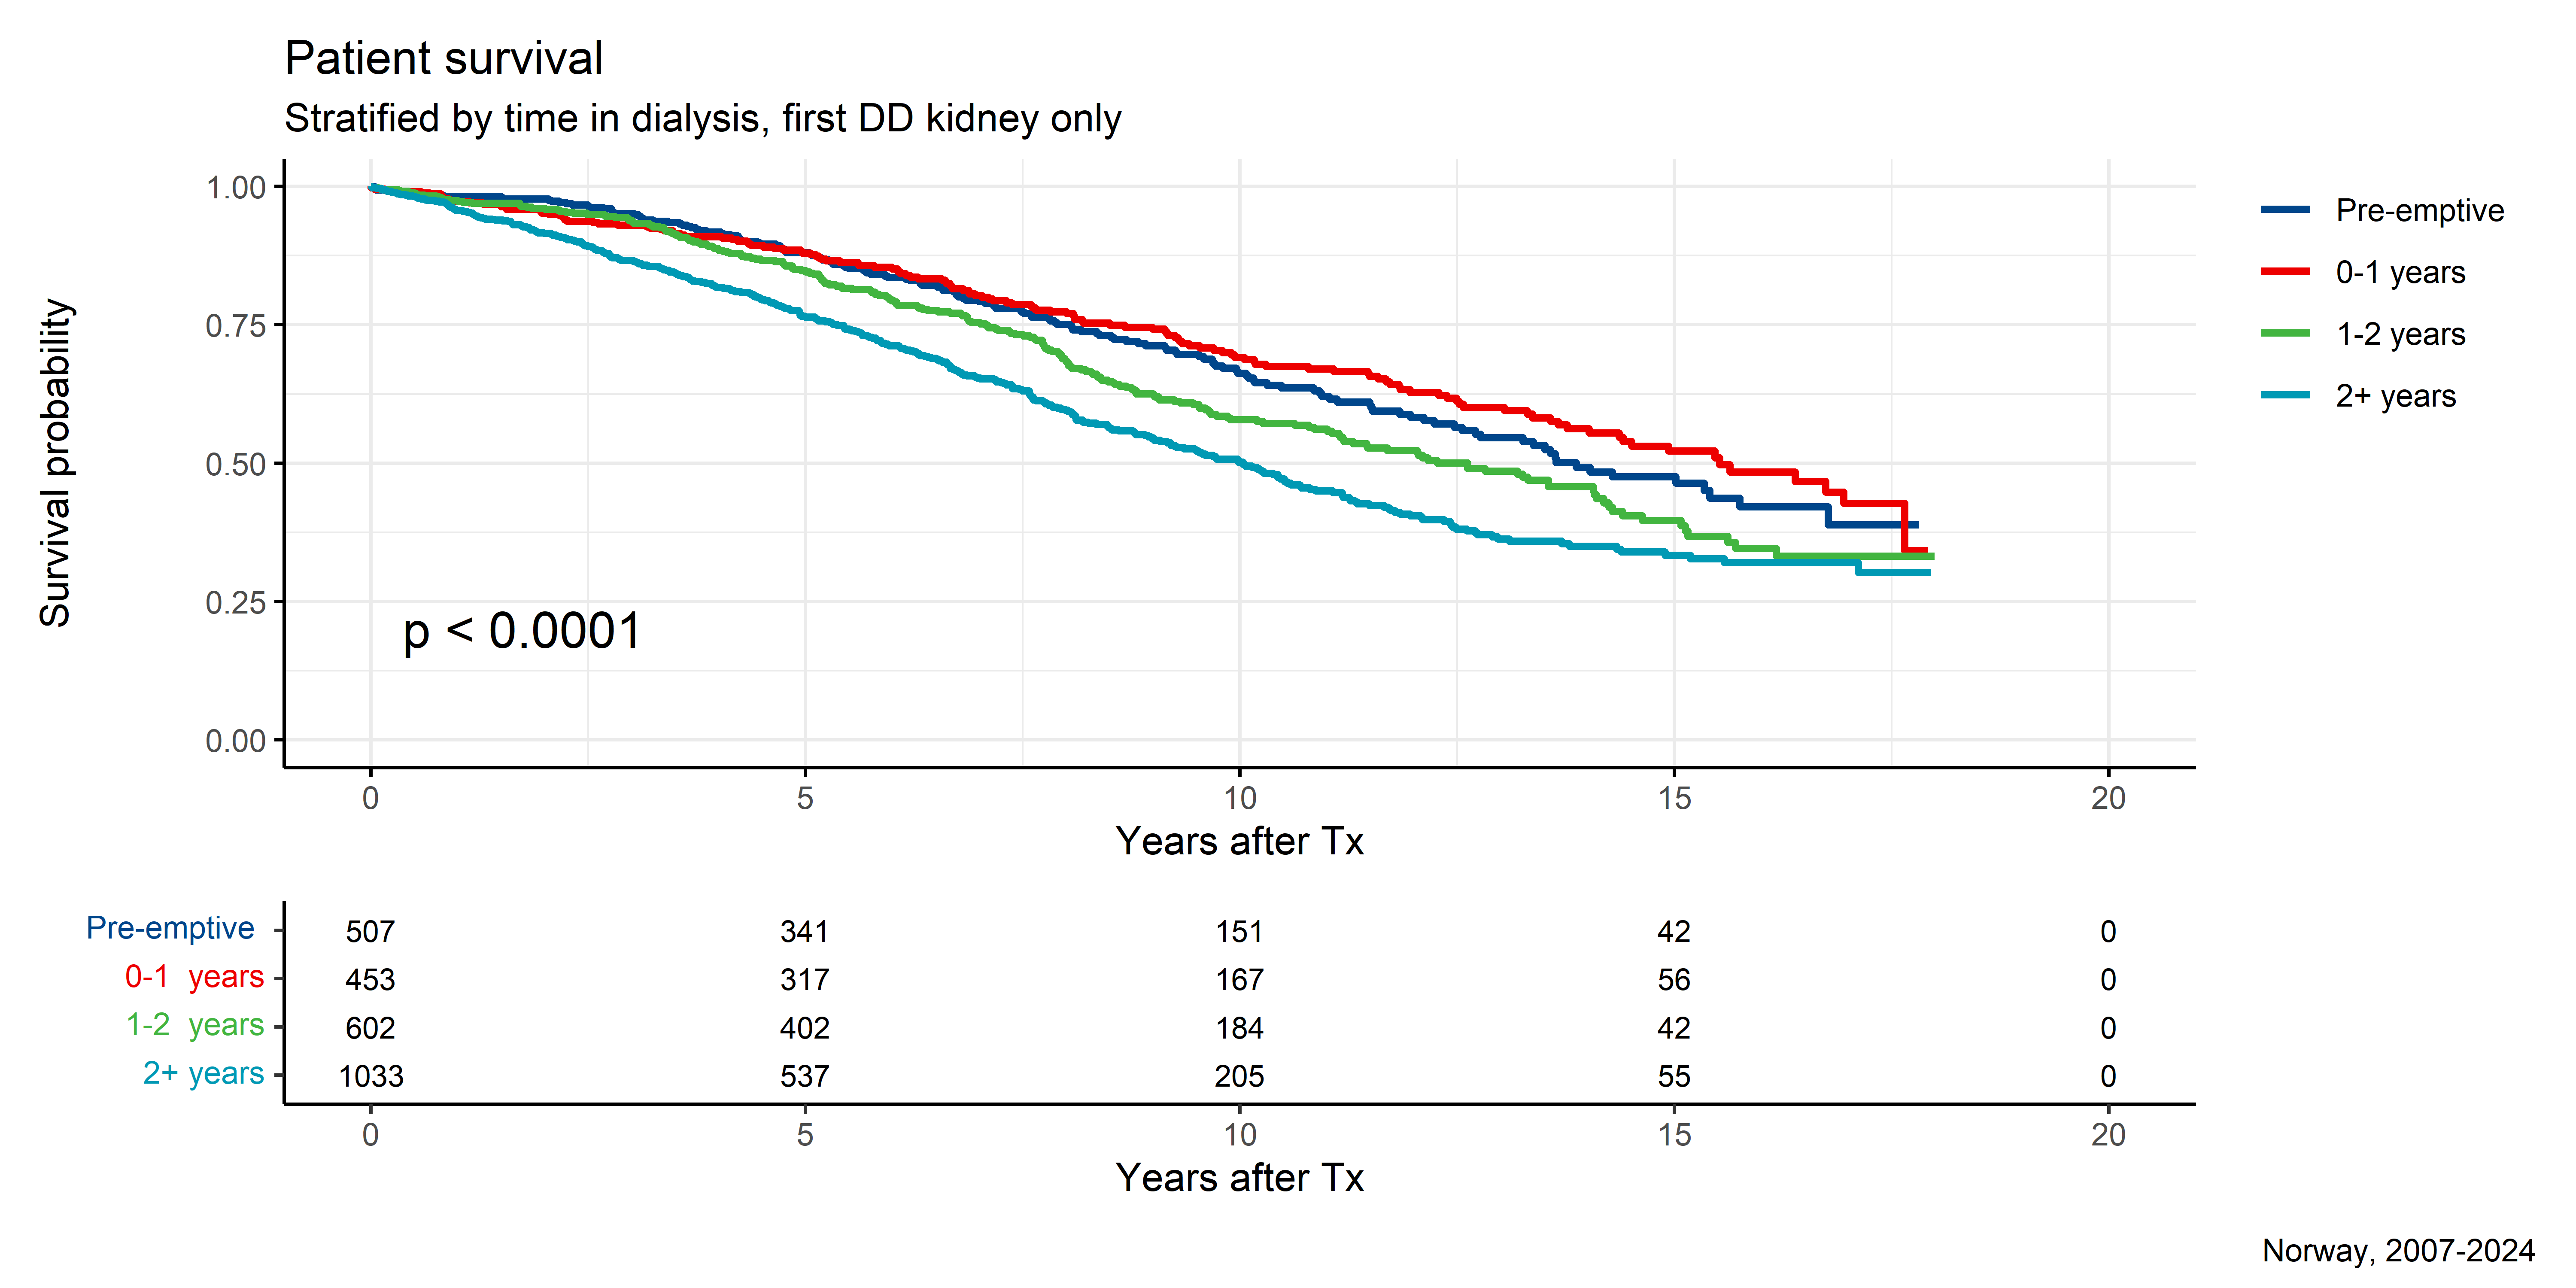 Patient survival
Stratified by time in dialysis, first DD kidney only
1.00
0.75
0.50
0.25
0.00
Survival probability
p < 0.0001
Pre-emptive
0-1 years
1-2 years
2+ years
0 5 10 15 20
Years after Tx
Pre-emptive 507 341 151 42 0
0-1 years 453 317 167 56 0
1-2 years 602 402 184 42 0
2+ years 1033 537 205 55 0
0 5 10 15 20
Years after Tx
Norway, 2007-2024